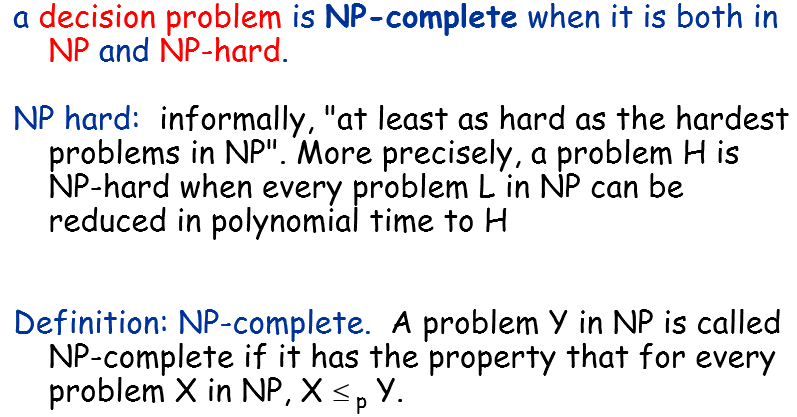 a decision problem is NP-complete when it is both in
NP and NP-hard.
NP hard: informally, "at least as hard as the hardest
problems in NP". More precisely, a problem H is
NP-hard when every problem L in NP can be
reduced in polynomial time to H
Definition: NP-complete. A problem Y in NP is called
NP-complete if it has the property that for every
problem X in NP, X ≤ p Y.